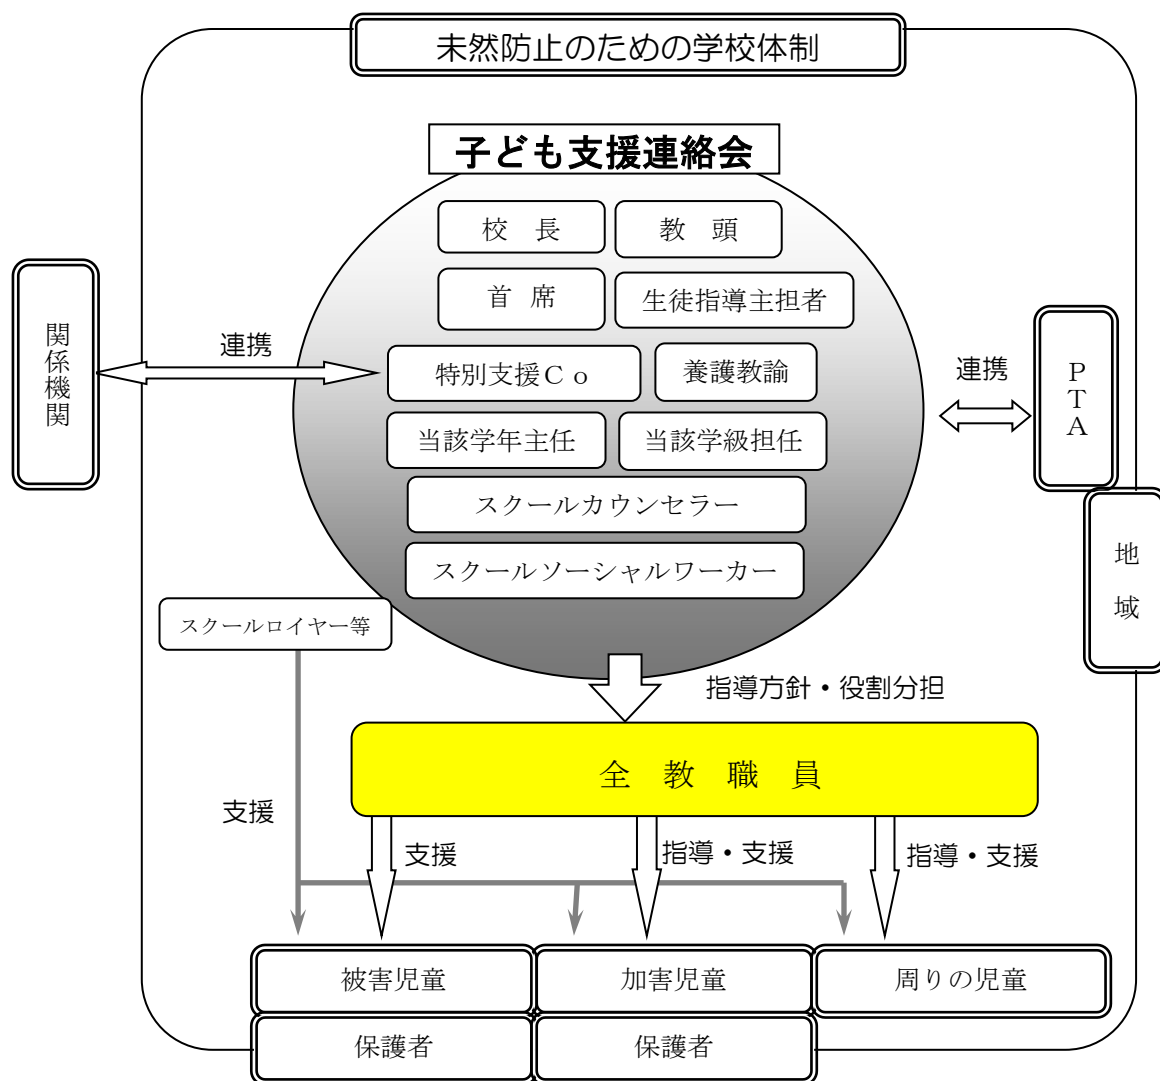 未然防止のための学校体制
子ども支援連絡会
校　長
教　頭
首 席
生徒指導主担者
関係機関
連携
特別支援Ｃｏ
養護教諭
連携
ＰＴＡ
当該学年主任
当該学級担任
スクールカウンセラー
地域
スクールソーシャルワーカー
スクールロイヤー等
指導方針・役割分担
全　教　職　員
支援
支援
指導・支援
指導・支援
被害児童
加害児童
周りの児童
保護者
保護者